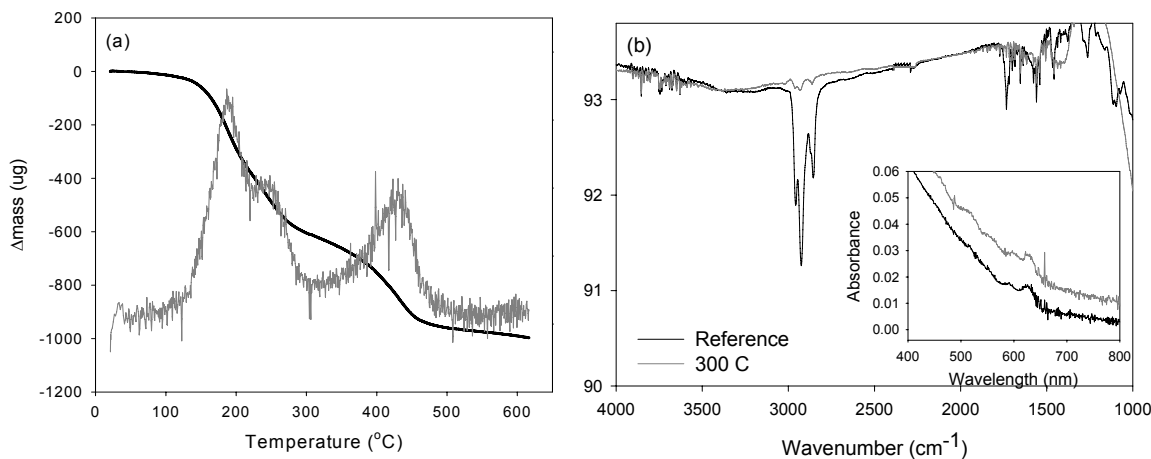 (a)
Δmass (ug)
200
0
-200
-400
-600
-800
-1000
-1200
0 100 200 300 400 500 600
Temperature (°C)
(b)
93
92
91
90
Reference
300 C
4000 3000 2000 1500 1000
Wavenumber (cm⁻¹)
Absorbance
0.06
0.05
0.04
0.03
0.02
0.01
0.00
400 500 600 700 800
Wavelength (nm)